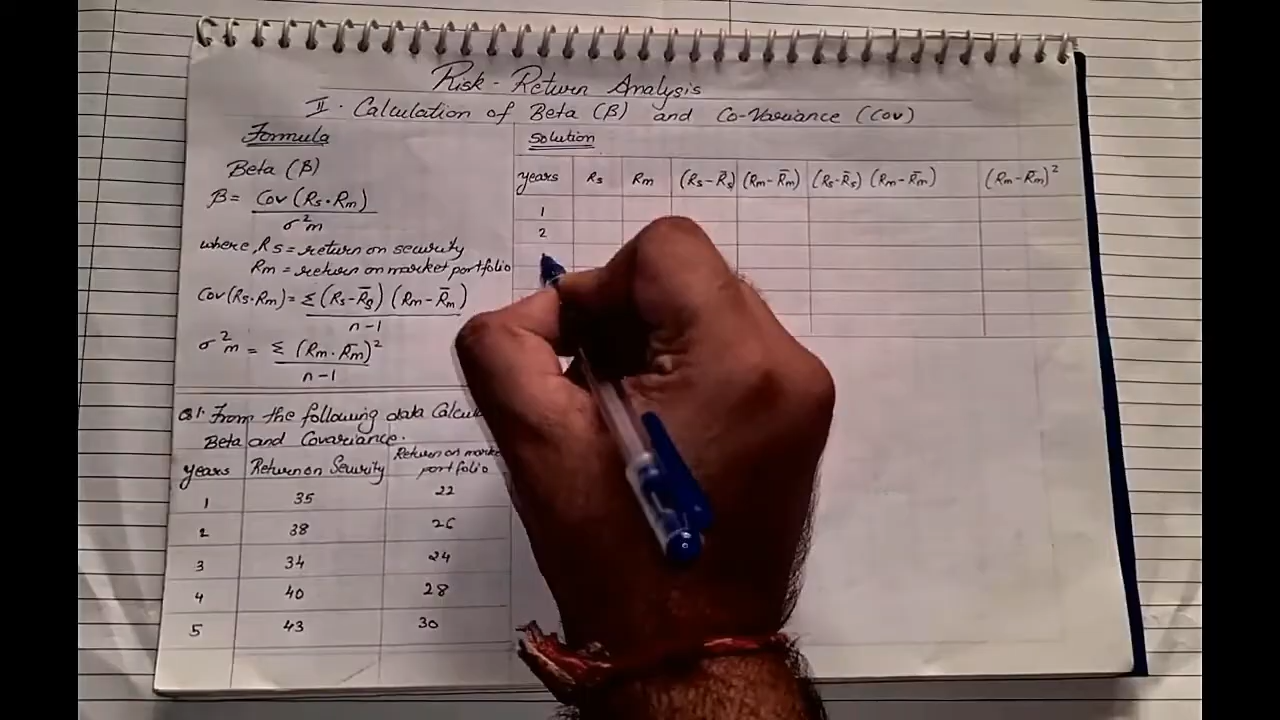 Risk - Return Analysis
II. Calculation of Beta (β) and Co-Variance (Cov)
Formula
Beta (β)
β = Cov (Rs·Rm)
σ²m
where, Rs = return on security
Rm = return on market portfolio
Cov (Rs·Rm) = Σ (Rs - R̄s) (Rm - R̄m)
n-1
σ²m = Σ (Rm · R̄m)²
n-1
Q1. From the following data
Beta and Covariance.
Years Return on Security Return on portfolio
1 35 22
2 38 26
3 34 24
4 40 28
5 43 30
Solution
Years Rs Rm (Rs - R̄s) (Rm - R̄m) (Rs - R̄s) (Rm - R̄m) (Rm - R̄m)²
1
2